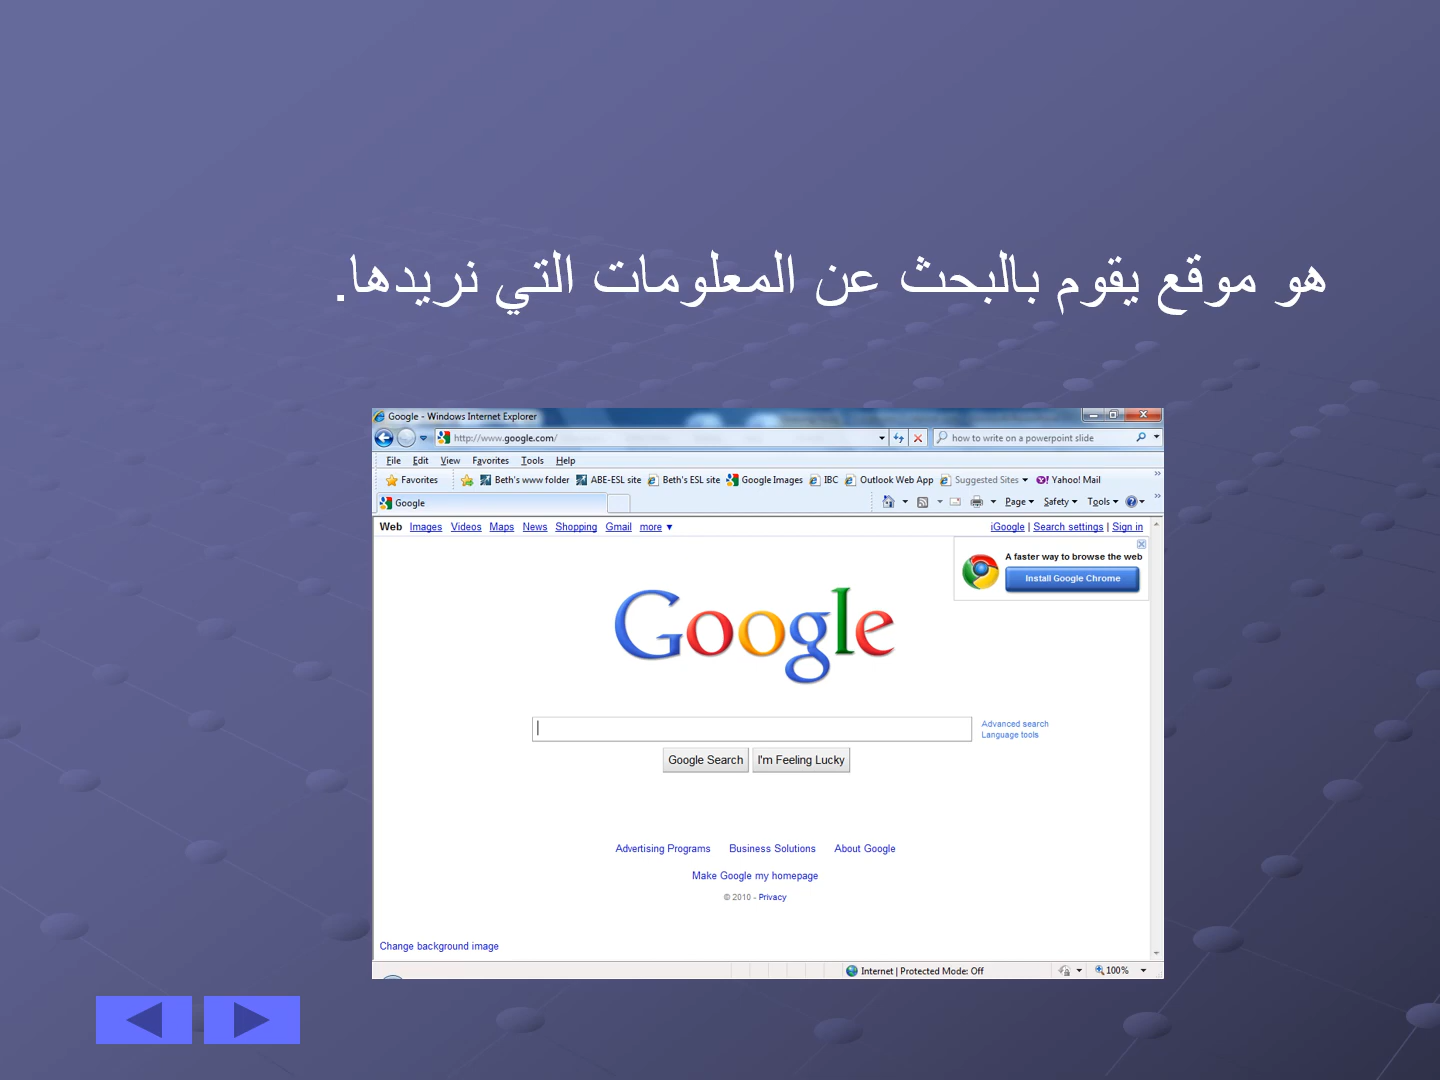 هو موقع يقوم بالبحث عن المعلومات التي نريدها.
Google - Windows Internet Explorer
http://www.google.com/
how to write on a powerpoint slide
File Edit View Favorites Tools Help
Favorites Beth's www folder ABE-ESL site Beth's ESL site Google Images IBC Outlook Web App Suggested Sites Yahoo! Mail
Google Page Safety Tools
Web Images Videos Maps News Shopping Gmail more iGoogle | Search settings | Sign in
A faster way to browse the web
Install Google Chrome
Google
Advanced search
Language tools
Google Search I'm Feeling Lucky
Advertising Programs Business Solutions About Google
Make Google my homepage
© 2010 - Privacy
Change background image
Internet | Protected Mode: Off 100%